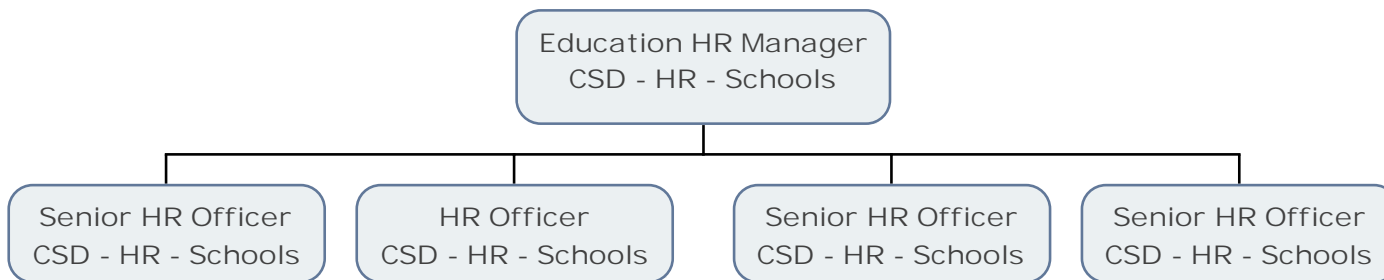 Education HR Manager
CSD - HR - Schools
Senior HR Officer
CSD - HR - Schools
HR Officer
CSD - HR - Schools
Senior HR Officer
CSD - HR - Schools
Senior HR Officer
CSD - HR - Schools